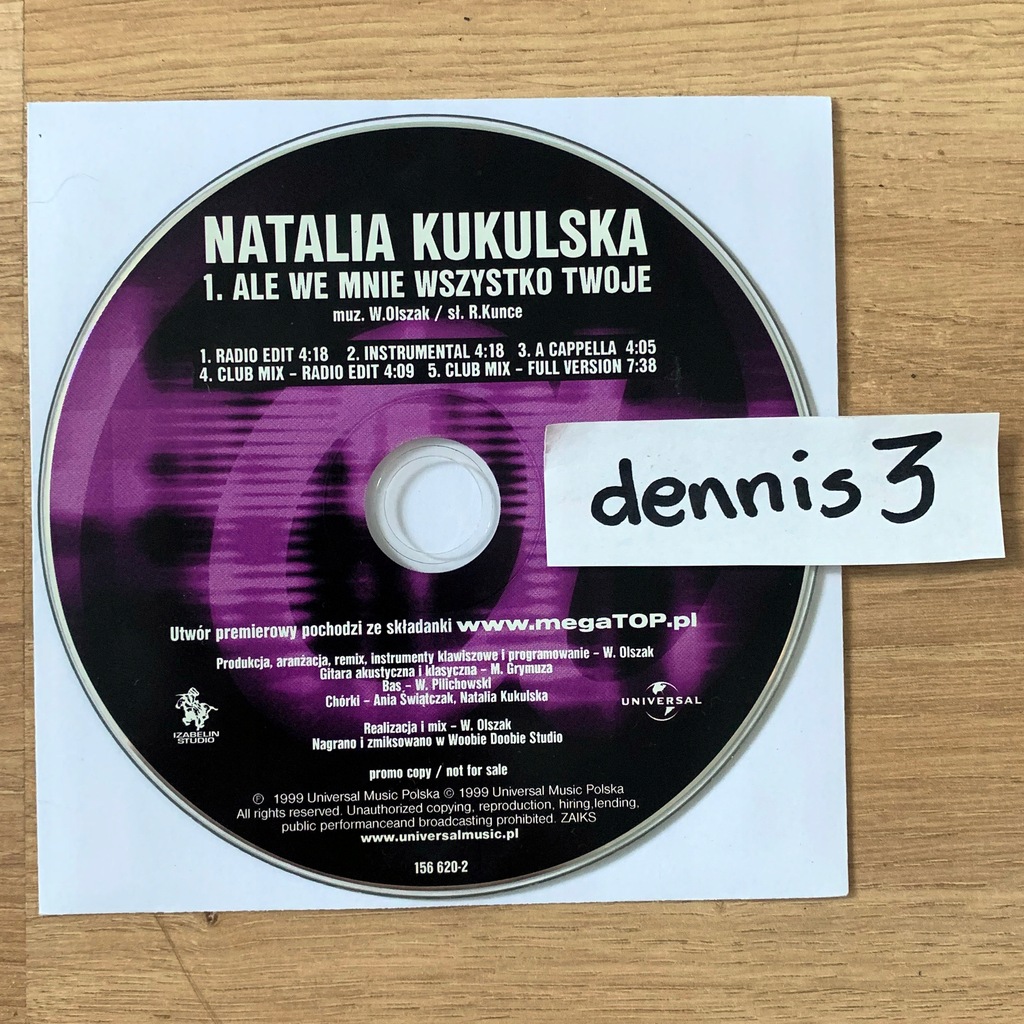 NATALIA KUKULSKA
1. ALE WE MNIE WSZYSTKO TWOJE
muz. W.Olszak / sł. R.Kunce
1. RADIO EDIT 4:18 2. INSTRUMENTAL 4:18 3. A CAPPELLA 4:05
4. CLUB MIX – RADIO EDIT 4:09 5. CLUB MIX – FULL VERSION 7:38
dennis 3
Utwór premierowy pochodzi ze składanki www.megaTOP.pl
Produkcja, aranżacja, remix, instrumenty klawiszowe i programowanie – W. Olszak
Gitara akustyczna i klasyczna – M. Grymuza
Bas – W. Pilichowski
Chórki – Ania Świątczak, Natalia Kukulska
IZABELIN
STUDIO
UNIVERSAL
Realizacja i mix – W. Olszak
Nagrano i zmiksowano w Woobie Doobie Studio
promo copy / not for sale
℗ 1999 Universal Music Polska © 1999 Universal Music Polska
All rights reserved. Unauthorized copying, reproduction, hiring,lending,
public performanceand broadcasting prohibited. ZAIKS
www.universalmusic.pl
156 620-2